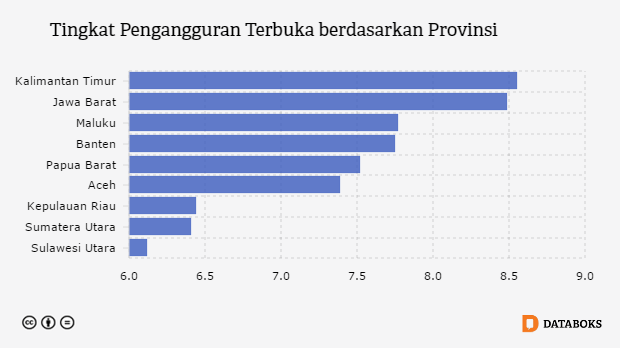 Tingkat Pengangguran Terbuka berdasarkan Provinsi
Kalimantan Timur
Jawa Barat
Maluku
Banten
Papua Barat
Aceh
Kepulauan Riau
Sumatera Utara
Sulawesi Utara
6.0 6.5 7.0 7.5 8.0 8.5 9.0
cc
DATABOKS